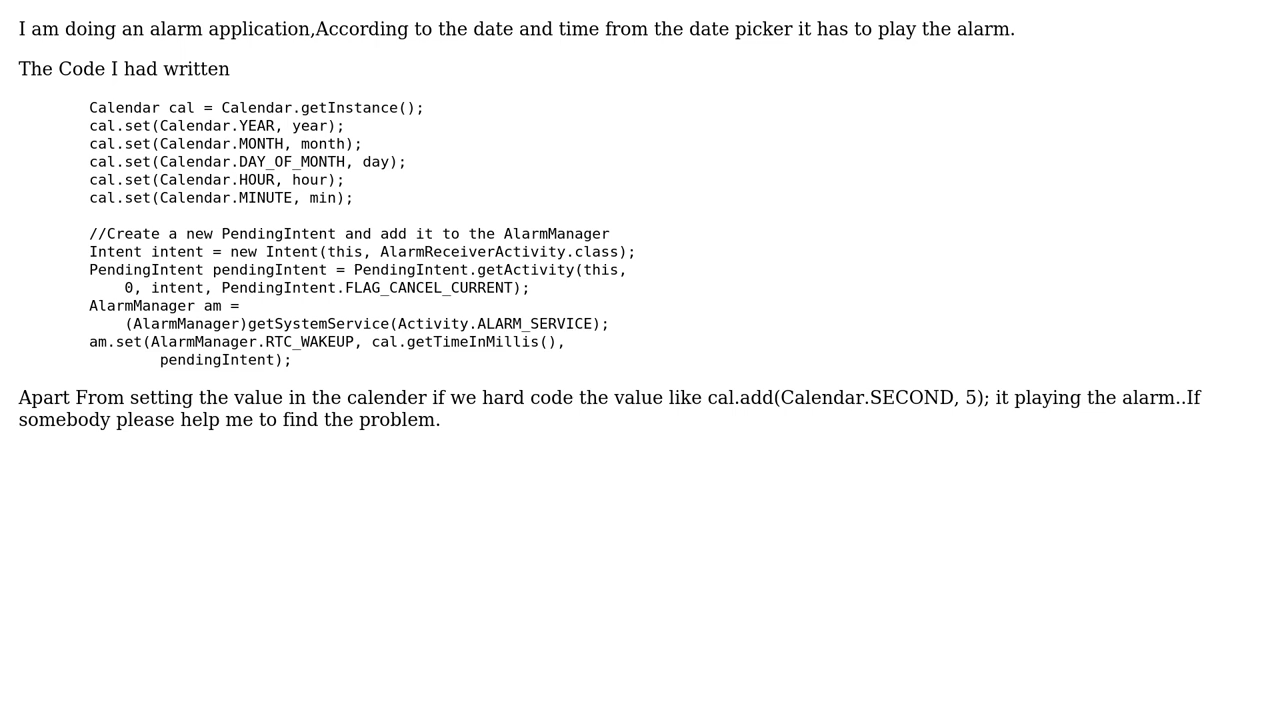 I am doing an alarm application,According to the date and time from the date picker it has to play the alarm.
The Code I had written
Calendar cal = Calendar.getInstance();
cal.set(Calendar.YEAR, year);
cal.set(Calendar.MONTH, month);
cal.set(Calendar.DAY_OF_MONTH, day);
cal.set(Calendar.HOUR, hour);
cal.set(Calendar.MINUTE, min);
//Create a new PendingIntent and add it to the AlarmManager
Intent intent = new Intent(this, AlarmReceiverActivity.class);
PendingIntent pendingIntent = PendingIntent.getActivity(this,
0, intent, PendingIntent.FLAG_CANCEL_CURRENT);
AlarmManager am =
(AlarmManager)getSystemService(Activity.ALARM_SERVICE);
am.set(AlarmManager.RTC_WAKEUP, cal.getTimeInMillis(),
pendingIntent);
Apart From setting the value in the calender if we hard code the value like cal.add(Calendar.SECOND, 5); it playing the alarm..If
somebody please help me to find the problem.